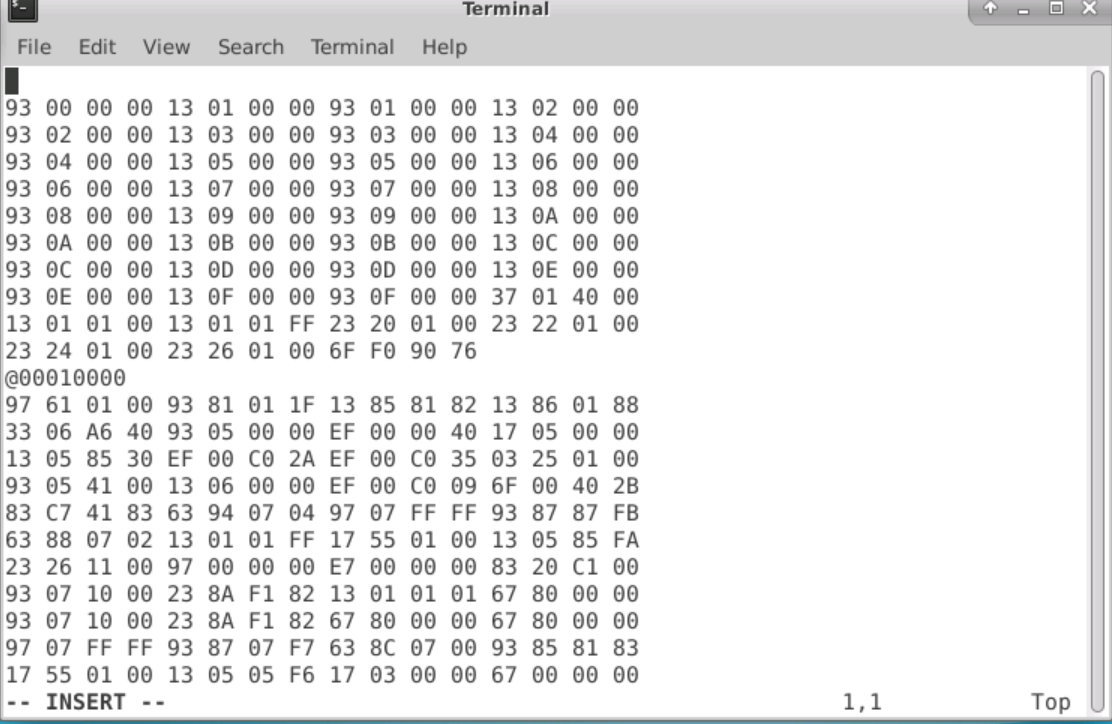 Terminal
File Edit View Search Terminal Help
93 00 00 00 13 01 00 00 93 01 00 00 13 02 00 00
93 02 00 00 13 03 00 00 93 03 00 00 13 04 00 00
93 04 00 00 13 05 00 00 93 05 00 00 13 06 00 00
93 06 00 00 13 07 00 00 93 07 00 00 13 08 00 00
93 08 00 00 13 09 00 00 93 09 00 00 13 0A 00 00
93 0A 00 00 13 0B 00 00 93 0B 00 00 13 0C 00 00
93 0C 00 00 13 0D 00 00 93 0D 00 00 13 0E 00 00
93 0E 00 00 13 0F 00 00 93 0F 00 00 37 01 40 00
13 01 01 00 13 01 01 FF 23 20 01 00 23 22 01 00
23 24 01 00 23 26 01 00 6F F0 90 76
@00010000
97 61 01 00 93 81 01 1F 13 85 81 82 13 86 01 88
33 06 A6 40 93 05 00 00 EF 00 00 40 17 05 00 00
13 05 85 30 EF 00 C0 2A EF 00 C0 35 03 25 01 00
93 05 41 00 13 06 00 00 EF 00 C0 09 6F 00 40 2B
83 C7 41 83 63 94 07 04 97 07 FF FF 93 87 87 FB
63 88 07 02 13 01 01 FF 17 55 01 00 13 05 85 FA
23 26 11 00 97 00 00 00 E7 00 00 00 83 20 C1 00
93 07 10 00 23 8A F1 82 13 01 01 01 67 80 00 00
93 07 10 00 23 8A F1 82 67 80 00 00 67 80 00 00
97 07 FF FF 93 87 07 F7 63 8C 07 00 93 85 81 83
17 55 01 00 13 05 05 F6 17 03 00 00 67 00 00 00
-- INSERT -- 1,1 Top